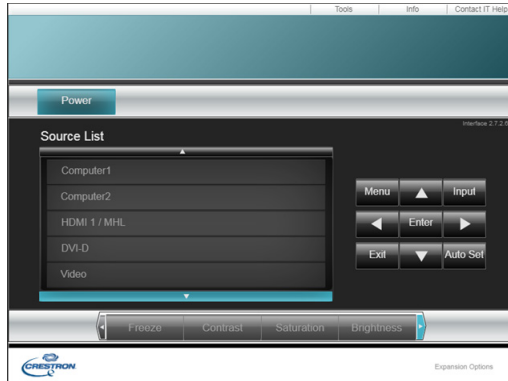 Tools Info Contact IT Help
Power
Interface 2.7.2.6
Source List
Computer1
Computer2
HDMI 1 / MHL
DVI-D
Video
Menu Input
Enter
Exit Auto Set
Freeze Contrast Saturation Brightness
CRESTRON
Expansion Options